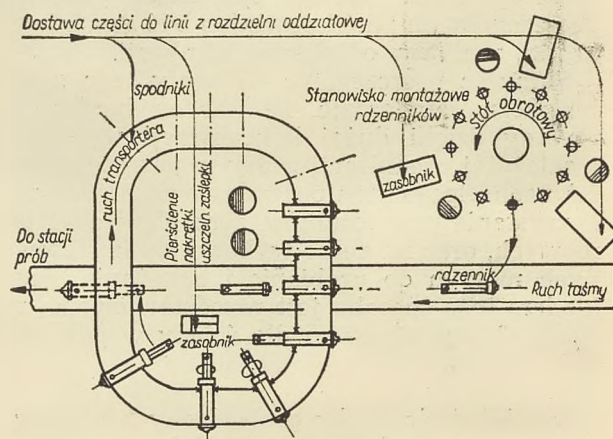 Dostawa części do linii z rozdzielni oddziałowej
spodniki
Stanowisko montażowe
rdzenników
stół obrotowy
zasobnik
ruch transportera
Pierścienie
nakrętki
uszczeln. zaślepki
Do stacji
prób
rdzennik
Ruch taśmy
zasobnik